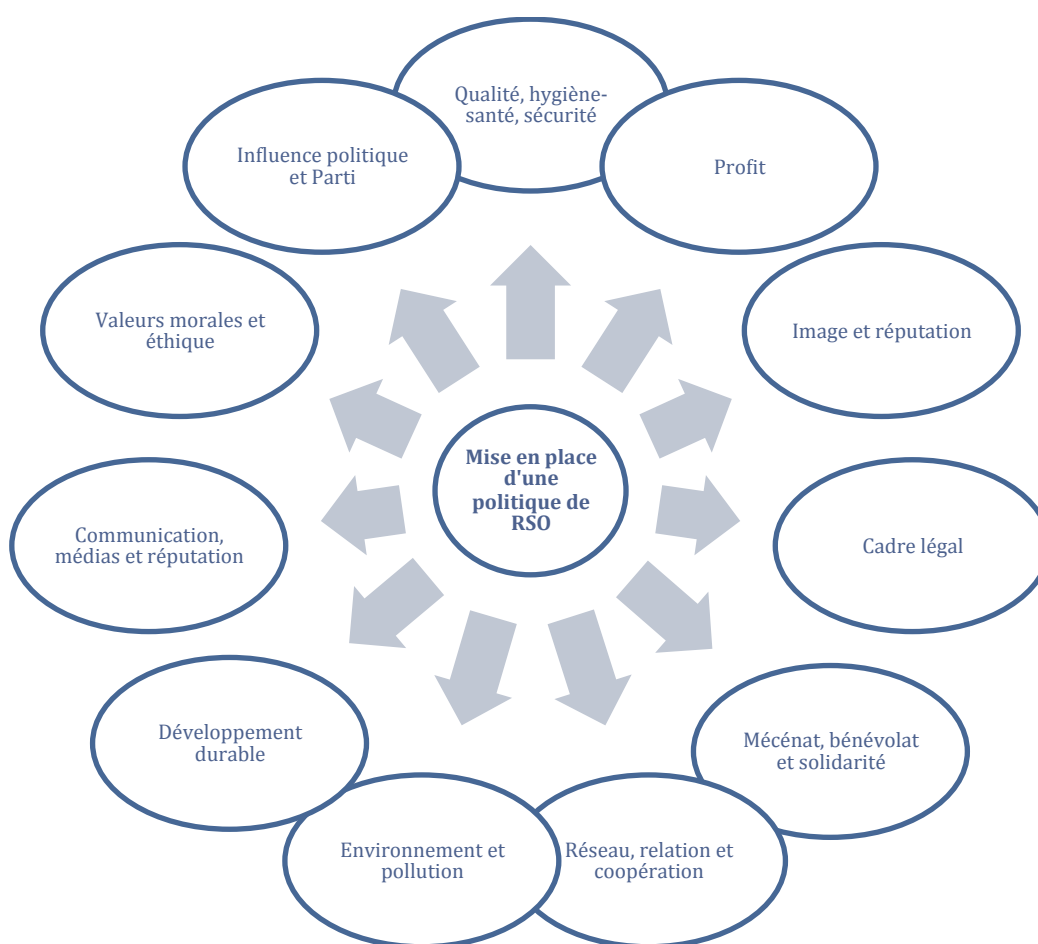 Qualité, hygiène-
santé, sécurité
Profit
Image et réputation
Cadre légal
Mécénat, bénévolat
et solidarité
Réseau, relation et
coopération
Environnement et
pollution
Développement
durable
Communication,
médias et réputation
Valeurs morales et
éthique
Influence politique
et Parti
Mise en place
d'une
politique de
RSO